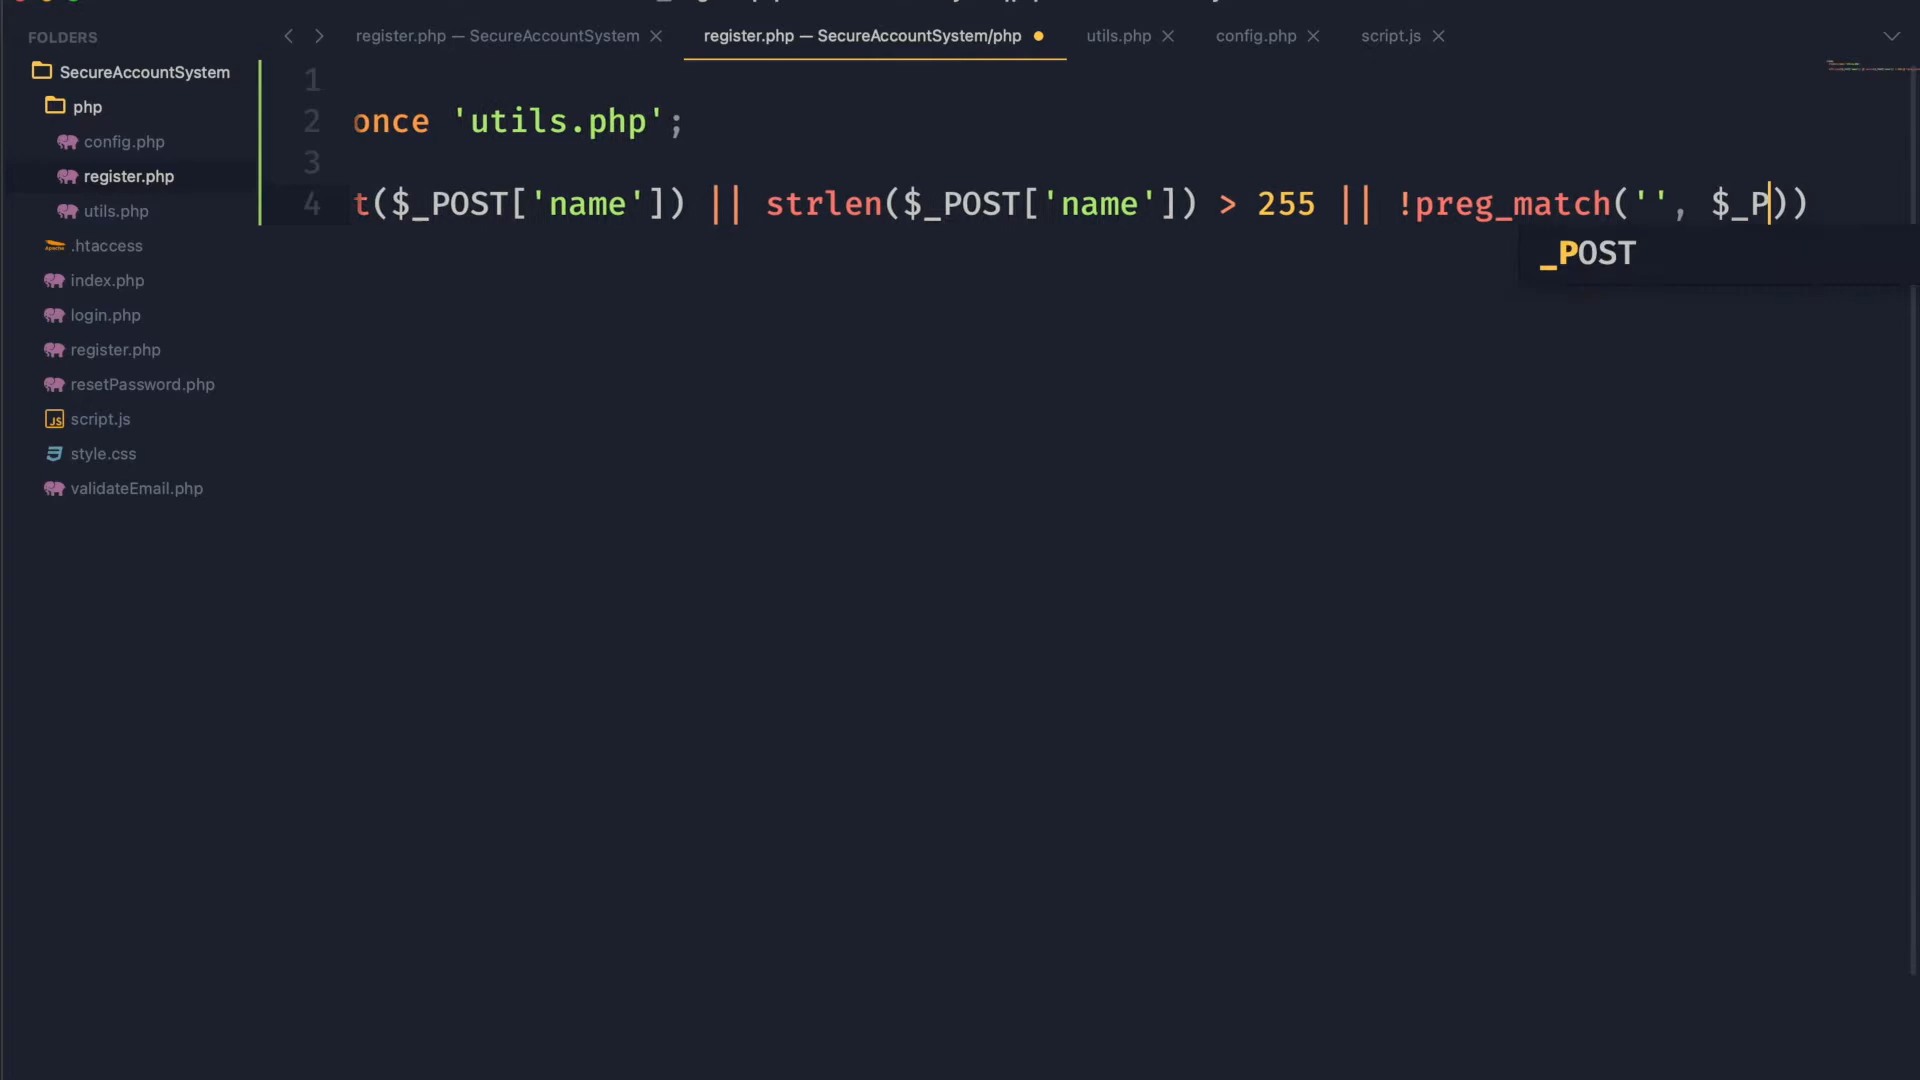 FOLDERS
SecureAccountSystem
php
config.php
register.php
utils.php
.htaccess
index.php
login.php
register.php
resetPassword.php
script.js
style.css
validateEmail.php
register.php — SecureAccountSystem
register.php — SecureAccountSystem/php
utils.php
config.php
script.js
1
2 once 'utils.php';
3
4 t($_POST['name']) || strlen($_POST['name']) > 255 || !preg_match('', $_P))
_POST